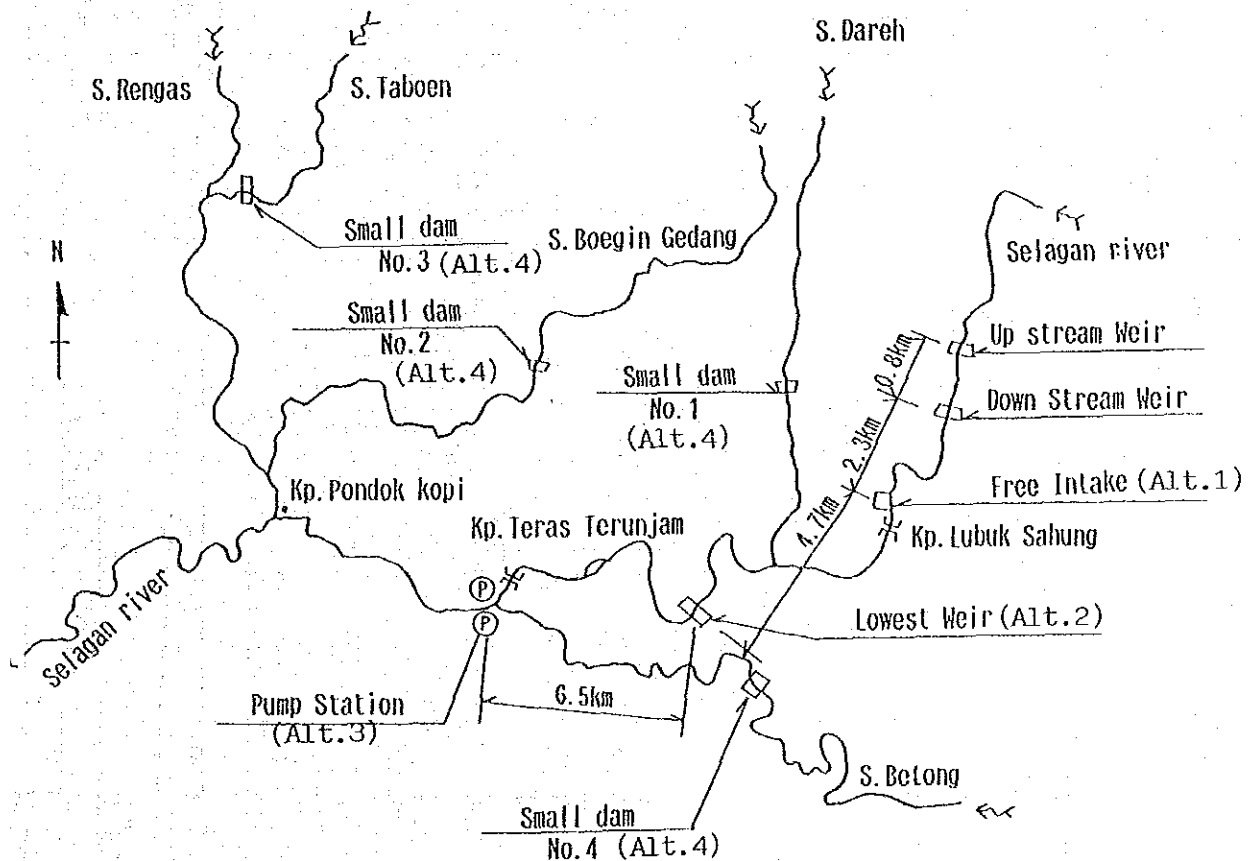 S.Dareh
S.Rengas
S.Taboen
Small dam
No.3 (Alt.4)
S.Boegin Gedang
Selagan river
N
Small dam
No.2
(Alt.4)
Up stream Weir
Small dam
No.1
(Alt.4)
0.8km
Down Stream Weir
2.3km
Free Intake (Alt.1)
4.7km
Kp.Pondok kopi
Kp.Teras Terunjam
Kp.Lubuk Sahung
Selagan river
P
P
Lowest Weir (Alt.2)
6.5km
Pump Station
(Alt.3)
S.Betong
Small dam
No.4 (Alt.4)